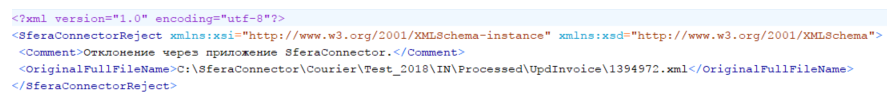 <?xml version="1.0" encoding="utf-8"?>
<SferaConnectorReject xmlns:xsi="http://www.w3.org/2001/XMLSchema-instance" xmlns:xsd="http://www.w3.org/2001/XMLSchema">
<Comment>Отклонение через приложение SferaConnector.</Comment>
<OriginalFullFileName>C:\SferaConnector\Courier\Test_2018\IN\Processed\UpdInvoice\1394972.xml</OriginalFullFileName>
</SferaConnectorReject>